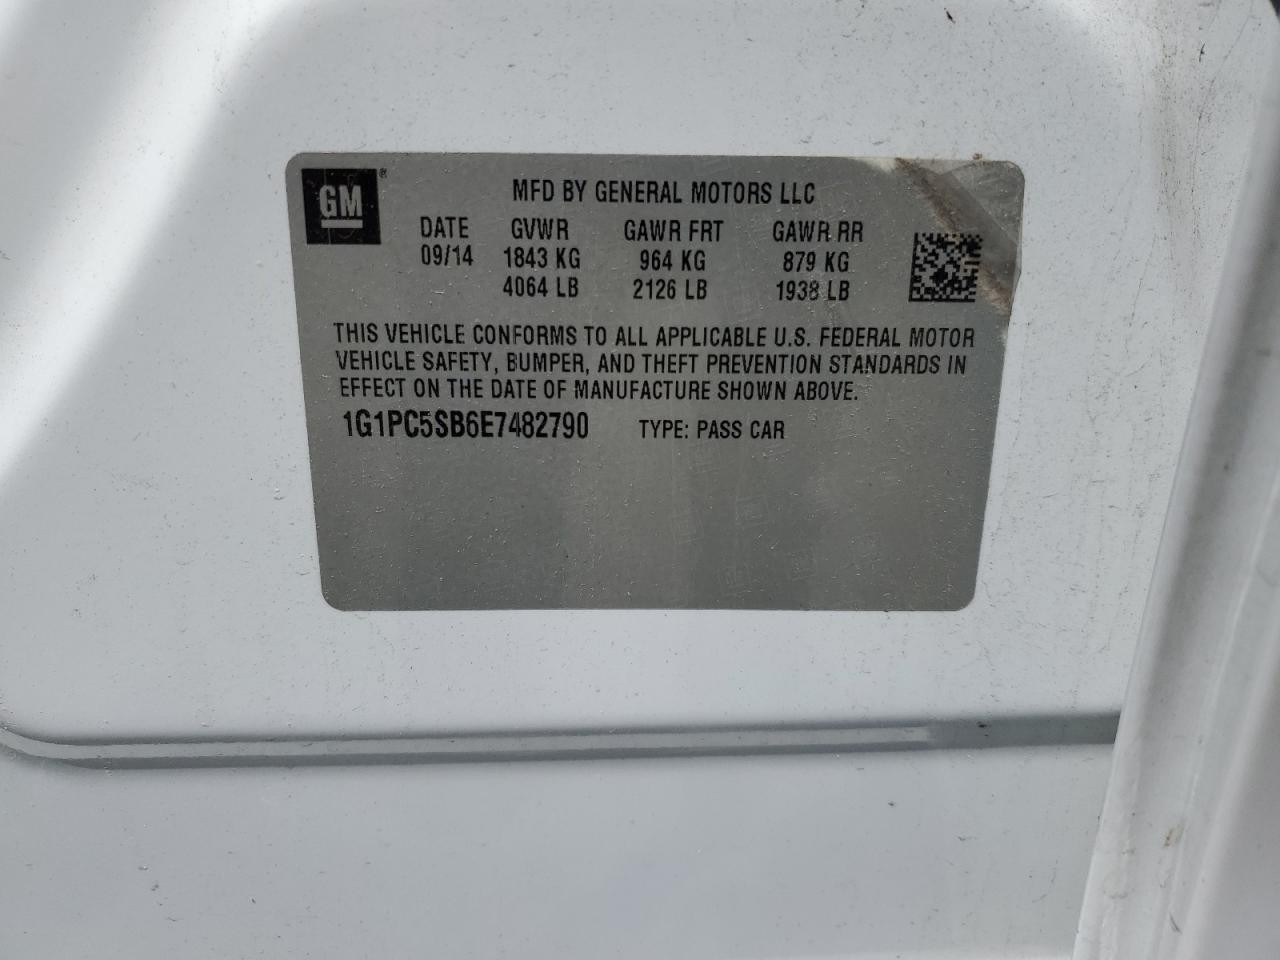 GM®
MFD BY GENERAL MOTORS LLC
DATE GVWR GAWR FRT GAWR RR
09/14 1843 KG 964 KG 879 KG
4064 LB 2126 LB 1938 LB
THIS VEHICLE CONFORMS TO ALL APPLICABLE U.S. FEDERAL MOTOR
VEHICLE SAFETY, BUMPER, AND THEFT PREVENTION STANDARDS IN
EFFECT ON THE DATE OF MANUFACTURE SHOWN ABOVE.
1G1PC5SB6E7482790 TYPE: PASS CAR